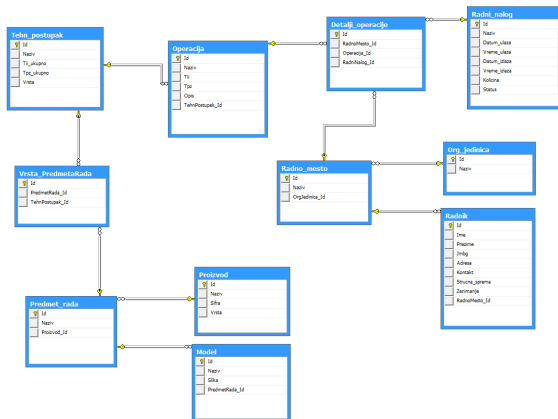 Tehn_postupak
Id
Naziv
Tii_ukupno
Tpz_ukupno
Vrsta
Operacija
Id
Naziv
Tii
Tpz
Opis
TehnPostupak_Id
Detalji_operacije
Id
RadnoMesto_Id
Operacija_Id
RadniNalog_Id
Radni_nalog
Id
Naziv
Datum_ulaza
Vreme_ulaza
Datum_izlaza
Vreme_izlaza
Kolicina
Status
Vrsta_PredmetaRada
Id
PredmetRada_Id
TehnPostupak_Id
Radno_mesto
Id
Naziv
OrgJedinica_Id
Org_jedinica
Id
Naziv
Radnik
Id
Ime
Prezime
Jmbg
Adresa
Kontakt
Strucna_sprema
Zanimanje
RadnoMesto_Id
Predmet_rada
Id
Naziv
Proizvod_Id
Proizvod
Id
Naziv
Sifra
Vrsta
Model
Id
Naziv
Slika
PredmetRada_Id